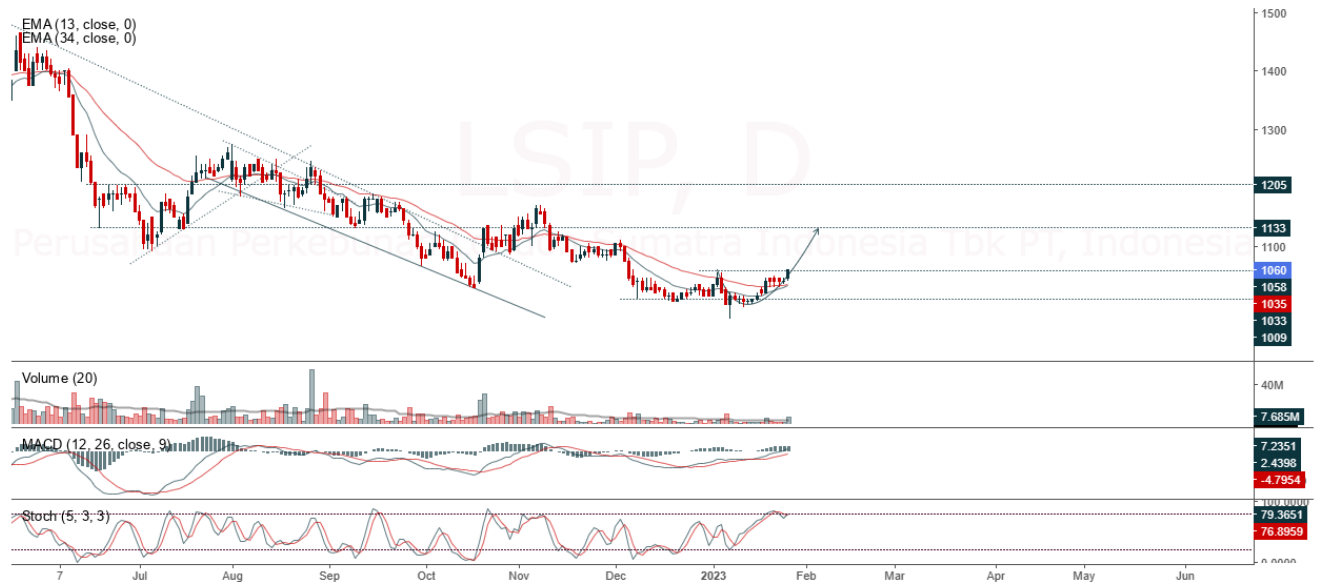 EMA (13, close, 0)
EMA (34, close, 0)
LSIP, D
1500
1400
1300
1205
1133
1100
1060
1058
1035
1033
1009
Volume (20)
40M
7.685M
MACD (12, 26, close, 9)
7.2351
2.4398
-4.7954
Stoch (5, 3, 3)
100.0000
79.3651
76.8959
0.0000
7 Jul Aug Sep Oct Nov Dec 2023 Feb Mar Apr May Jun